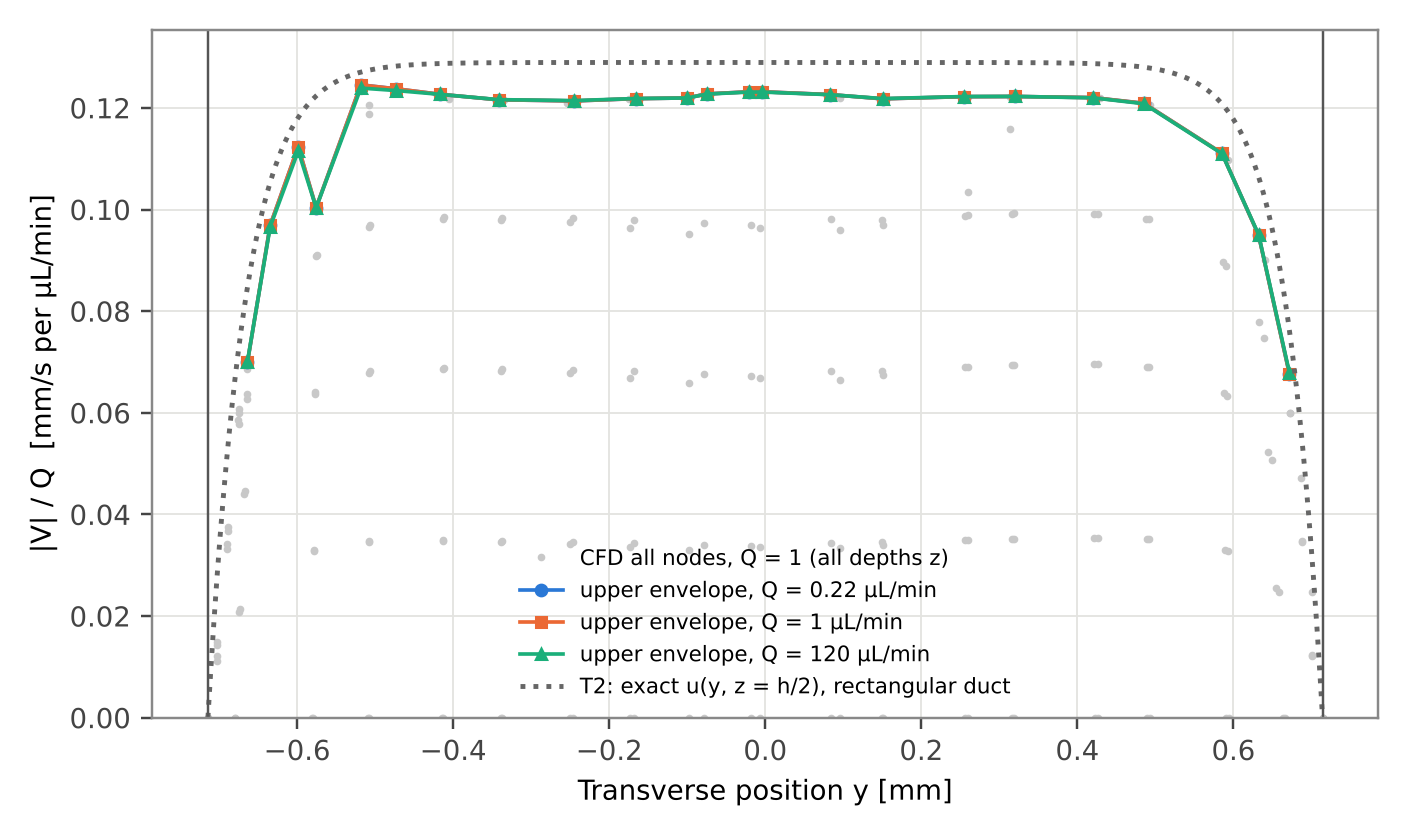 |V| / Q  [mm/s per µL/min]
0.12
0.10
0.08
0.06
0.04
0.02
0.00
CFD all nodes, Q = 1 (all depths z)
upper envelope, Q = 0.22 µL/min
upper envelope, Q = 1 µL/min
upper envelope, Q = 120 µL/min
T2: exact u(y, z = h/2), rectangular duct
−0.6 −0.4 −0.2 0.0 0.2 0.4 0.6
Transverse position y [mm]